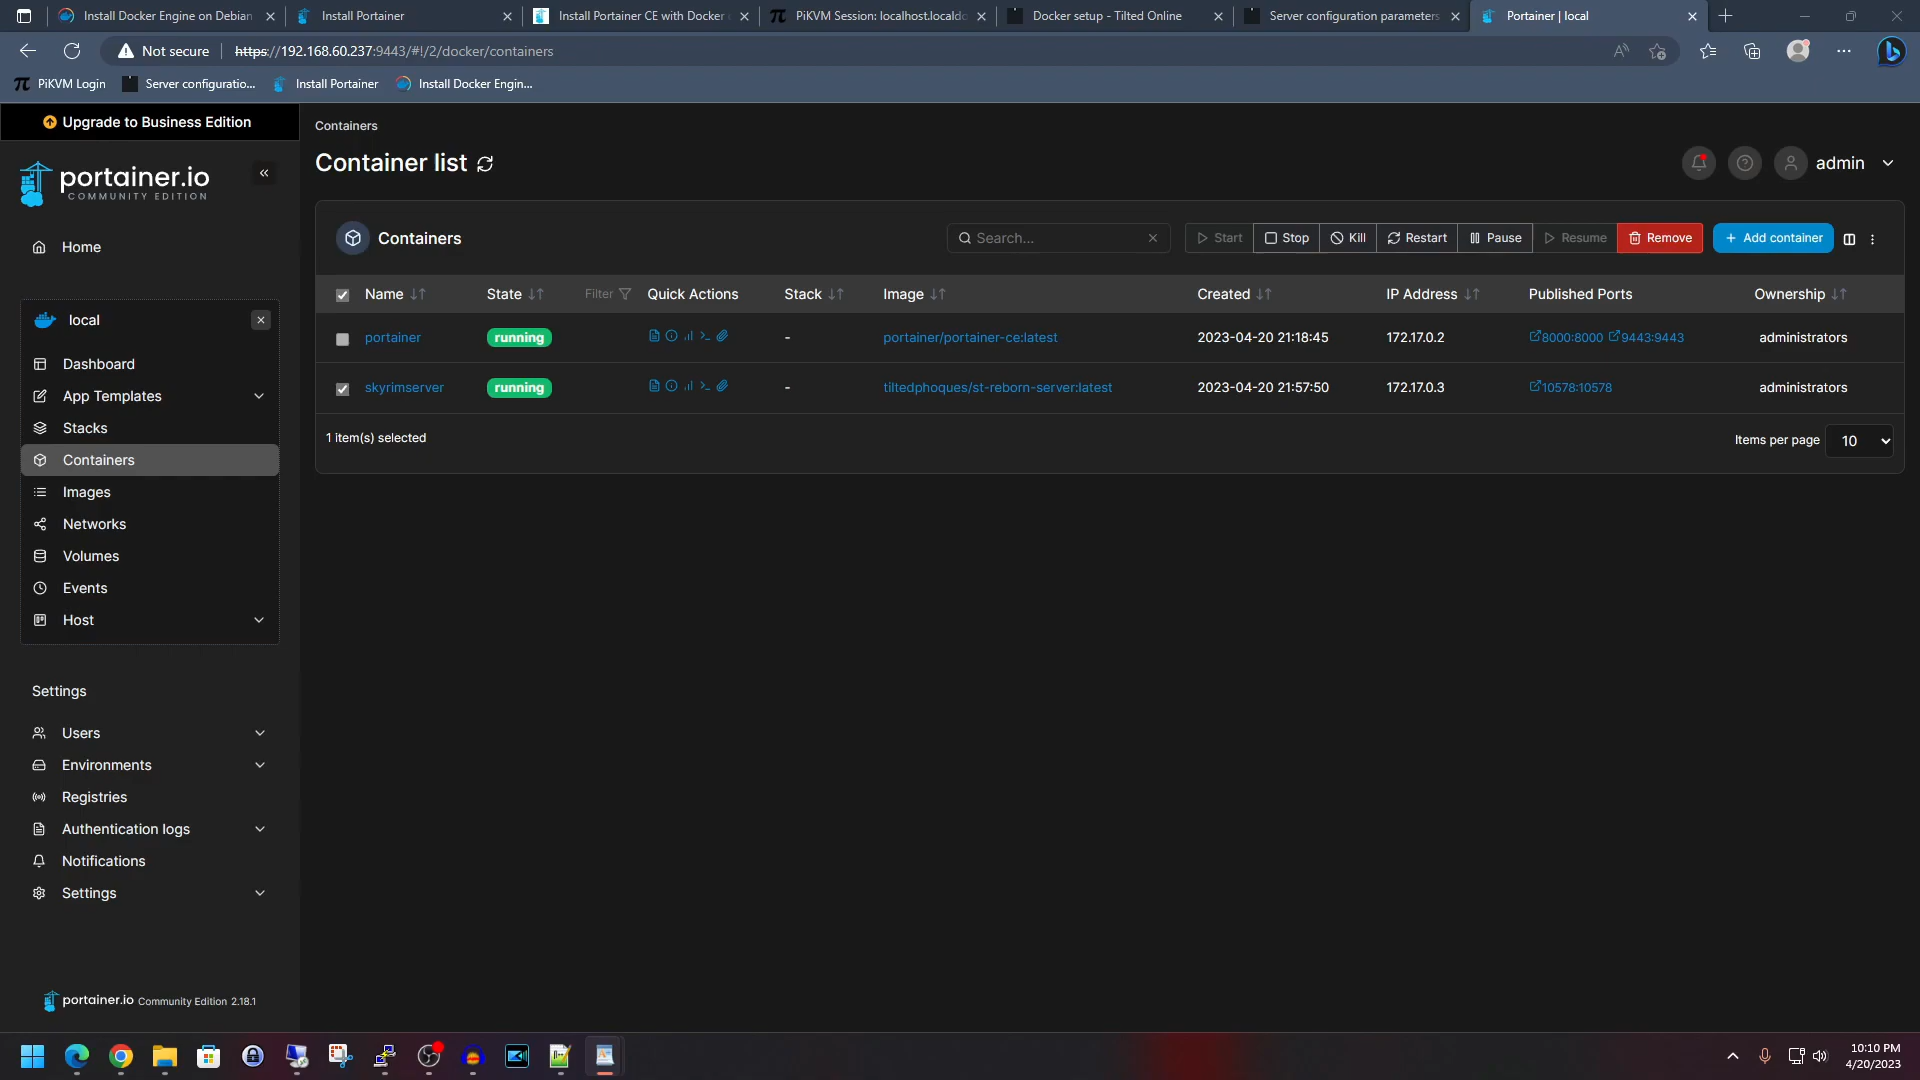 Install Docker Engine on Debian
Install Portainer
Install Portainer CE with Docker
PiKVM Session: localhost.localdo
Docker setup - Tilted Online
Server configuration parameters
Portainer | local
Not secure
https://192.168.60.237:9443/#!/2/docker/containers
PiKVM Login
Server configuratio...
Install Portainer
Install Docker Engin...
Upgrade to Business Edition
portainer.io
COMMUNITY EDITION
Home
local
Dashboard
App Templates
Stacks
Containers
Images
Networks
Volumes
Events
Host
Settings
Users
Environments
Registries
Authentication logs
Notifications
Settings
portainer.io Community Edition 2.18.1
Containers
Container list
admin
Containers
Search...
Start
Stop
Kill
Restart
Pause
Resume
Remove
+ Add container
Name State Filter Quick Actions Stack Image Created IP Address Published Ports Ownership
portainer running - portainer/portainer-ce:latest 2023-04-20 21:18:45 172.17.0.2 8000:8000 9443:9443 administrators
skyrimserver running - tiltedphoques/st-reborn-server:latest 2023-04-20 21:57:50 172.17.0.3 10578:10578 administrators
1 item(s) selected
Items per page 10
10:10 PM
4/20/2023